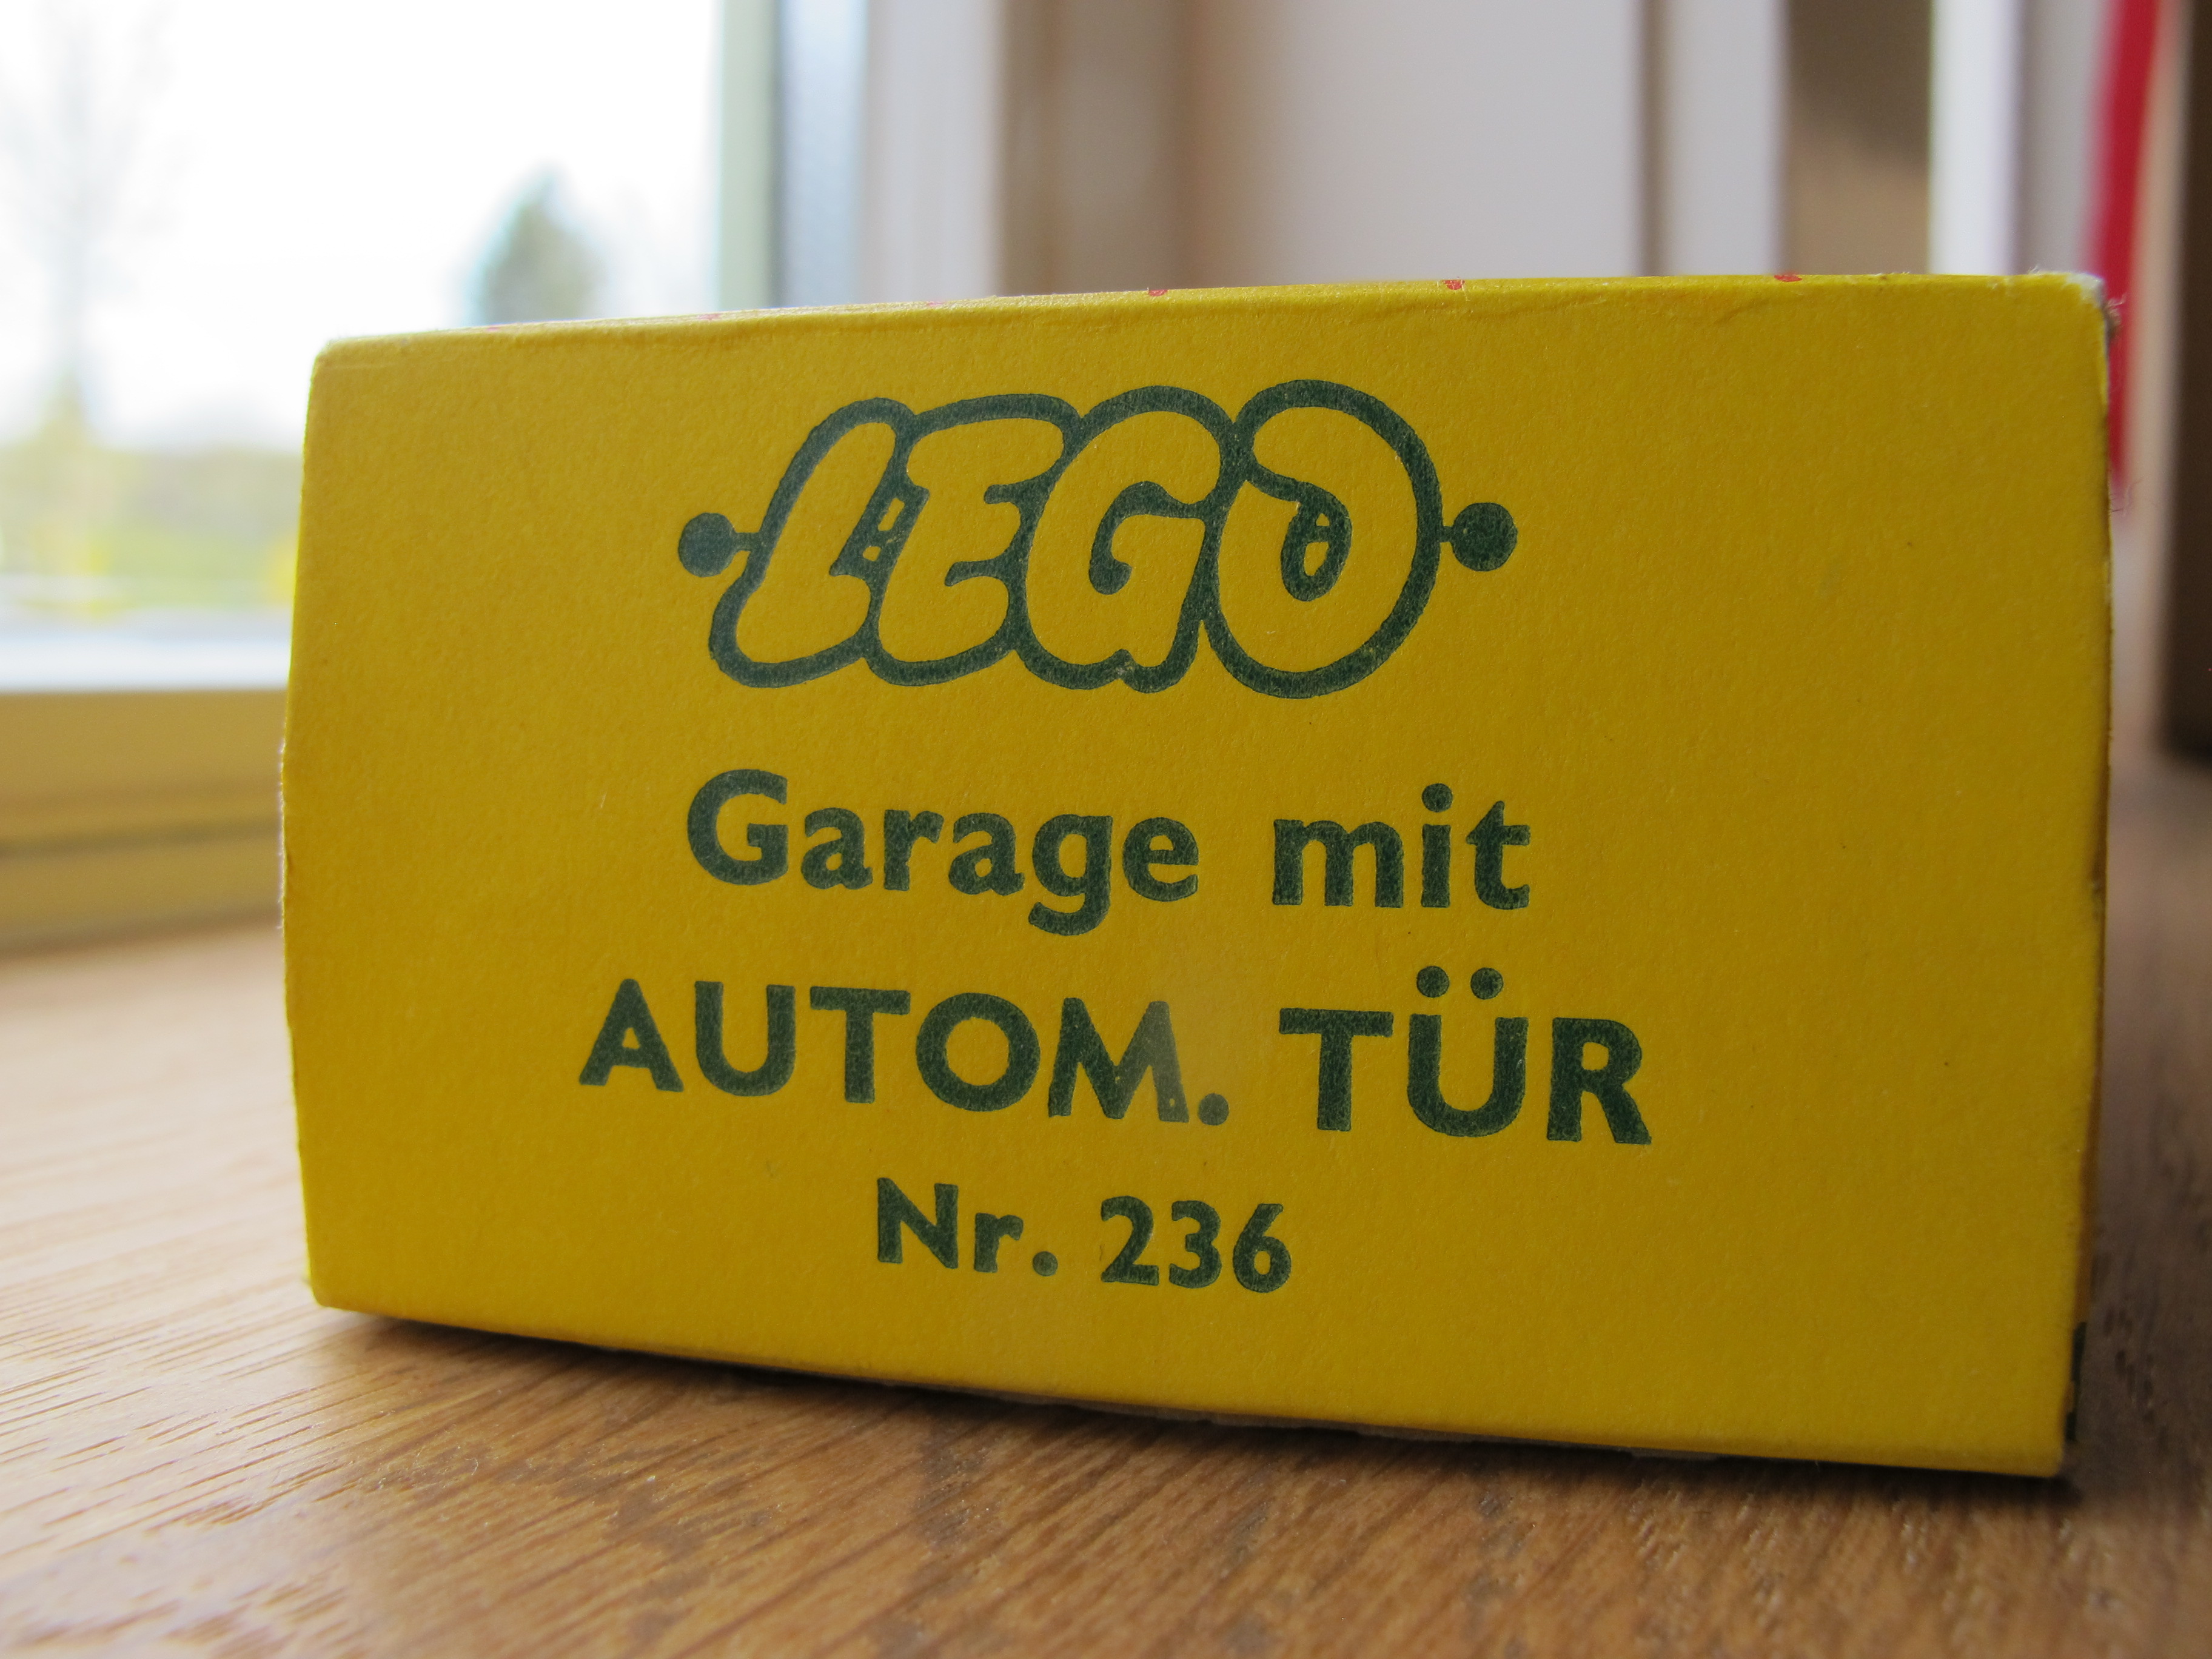 LEGO
Garage mit
AUTOM. TÜR
Nr. 236